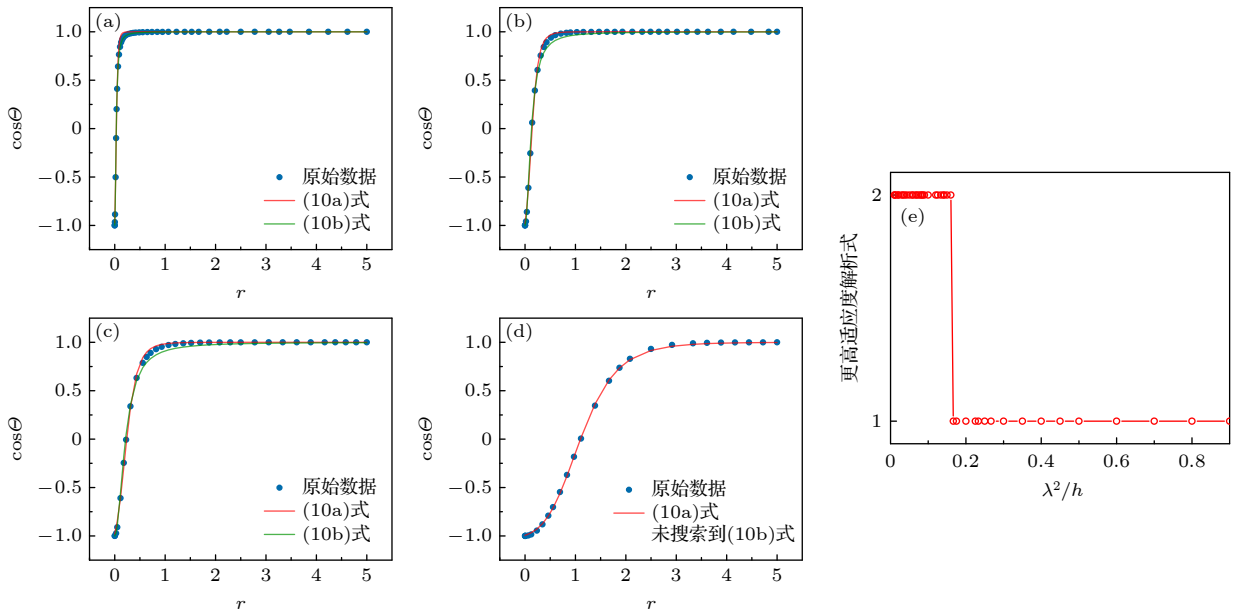 (a)
1.0
0.5
0
−0.5
−1.0
cosΘ
原始数据
(10a)式
(10b)式
0 1 2 3 4 5
r
(b)
1.0
0.5
0
−0.5
−1.0
cosΘ
原始数据
(10a)式
(10b)式
0 1 2 3 4 5
r
(c)
1.0
0.5
0
−0.5
−1.0
cosΘ
原始数据
(10a)式
(10b)式
0 1 2 3 4 5
r
(d)
1.0
0.5
0
−0.5
−1.0
cosΘ
原始数据
(10a)式
未搜索到(10b)式
0 1 2 3 4 5
r
(e)
2
1
更高适应度解析式
0 0.2 0.4 0.6 0.8
λ²/h